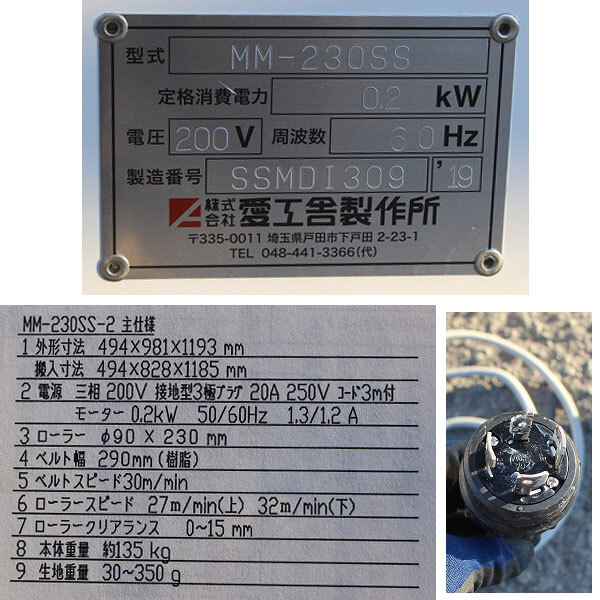 型式 MM-230SS
定格消費電力 0.2 kW
電圧 200 V 周波数 60 Hz
製造番号 SSMDI309 '19
株式会社 愛工舎製作所
〒335-0011 埼玉県戸田市下戸田 2-23-1
TEL 048-441-3366(代)
MM-230SS-2 主仕様
1 外形寸法 494×981×1193 mm
搬入寸法 494×828×1185 mm
2 電源 三相 200V 接地型3極プラグ 20A 250V コード3m付
モーター 0.2kW 50/60Hz 1.3/1.2 A
3 ローラー φ90 × 230 mm
4 ベルト幅 290mm (樹脂)
5 ベルトスピード30m/min
6 ローラースピード 27m/min(上) 32m/min(下)
7 ローラークリアランス 0~15 mm
8 本体重量 約135 kg
9 生地重量 30~350 g